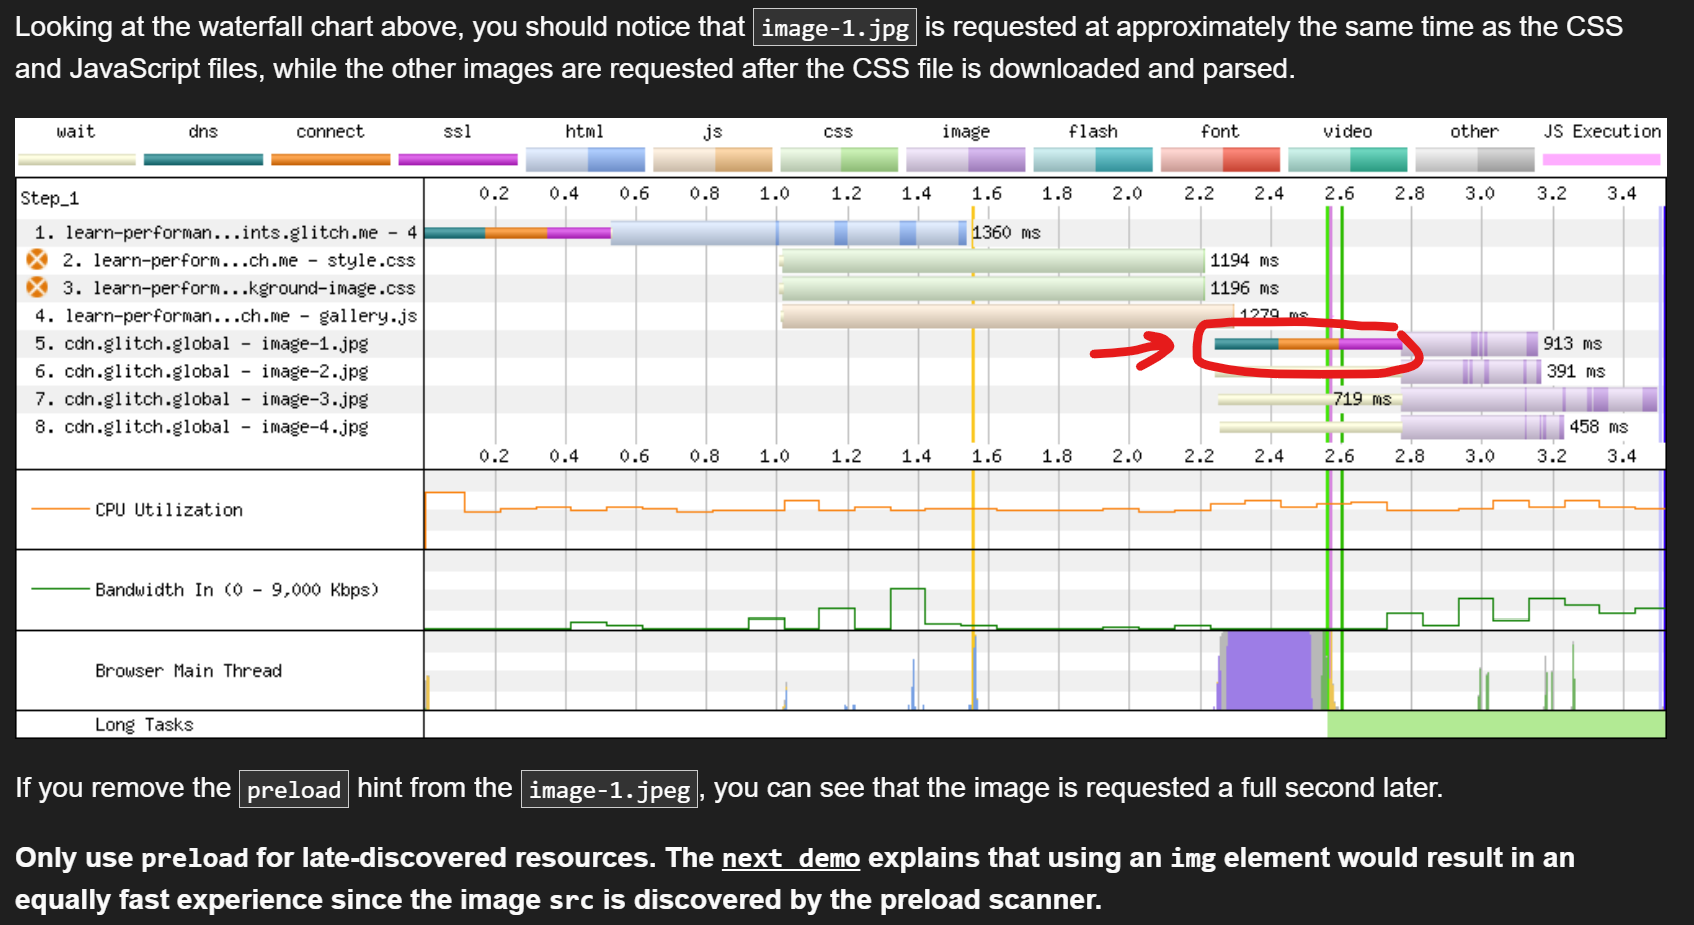 Looking at the waterfall chart above, you should notice that image-1.jpg is requested at approximately the same time as the CSS
and JavaScript files, while the other images are requested after the CSS file is downloaded and parsed.
wait dns connect ssl html js css image flash font video other JS Execution
Step_1 0.2 0.4 0.6 0.8 1.0 1.2 1.4 1.6 1.8 2.0 2.2 2.4 2.6 2.8 3.0 3.2 3.4
1. learn-performan...ints.glitch.me - 4 1360 ms
2. learn-perform...ch.me - style.css 1194 ms
3. learn-perform...kground-image.css 1196 ms
4. learn-performan...ch.me - gallery.js 1279 ms
5. cdn.glitch.global - image-1.jpg 913 ms
6. cdn.glitch.global - image-2.jpg 391 ms
7. cdn.glitch.global - image-3.jpg 719 ms
8. cdn.glitch.global - image-4.jpg 458 ms
0.2 0.4 0.6 0.8 1.0 1.2 1.4 1.6 1.8 2.0 2.2 2.4 2.6 2.8 3.0 3.2 3.4
CPU Utilization
Bandwidth In (0 - 9,000 Kbps)
Browser Main Thread
Long Tasks
If you remove the preload hint from the image-1.jpeg, you can see that the image is requested a full second later.
Only use preload for late-discovered resources. The next demo explains that using an img element would result in an
equally fast experience since the image src is discovered by the preload scanner.